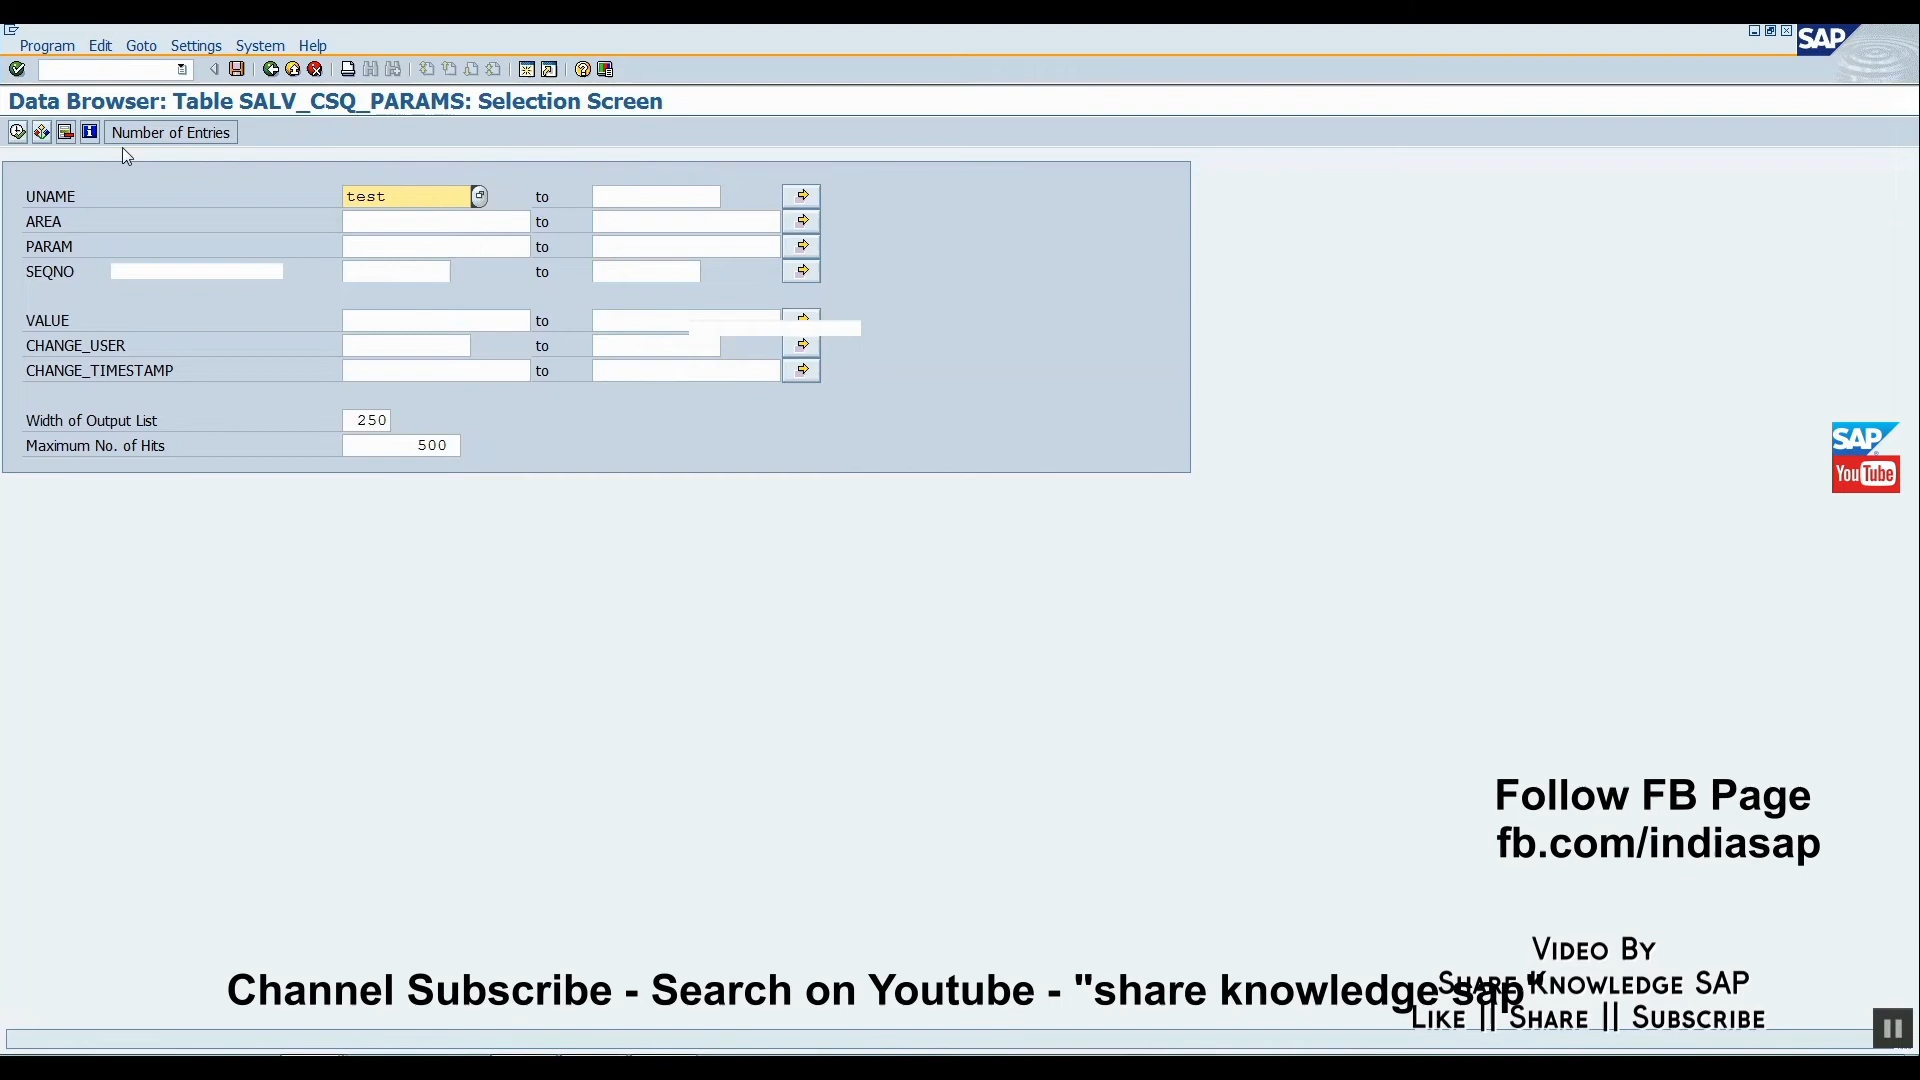 Program Edit Goto Settings System Help
SAP
Data Browser: Table SALV_CSQ_PARAMS: Selection Screen
Number of Entries
UNAME test to
AREA to
PARAM to
SEQNO to
VALUE to
CHANGE_USER to
CHANGE_TIMESTAMP to
Width of Output List 250
Maximum No. of Hits 500
SAP
YouTube
Follow FB Page
fb.com/indiasap
Video By
Share Knowledge SAP
Like || Share || Subscribe
Channel Subscribe - Search on Youtube - "share knowledge sap"